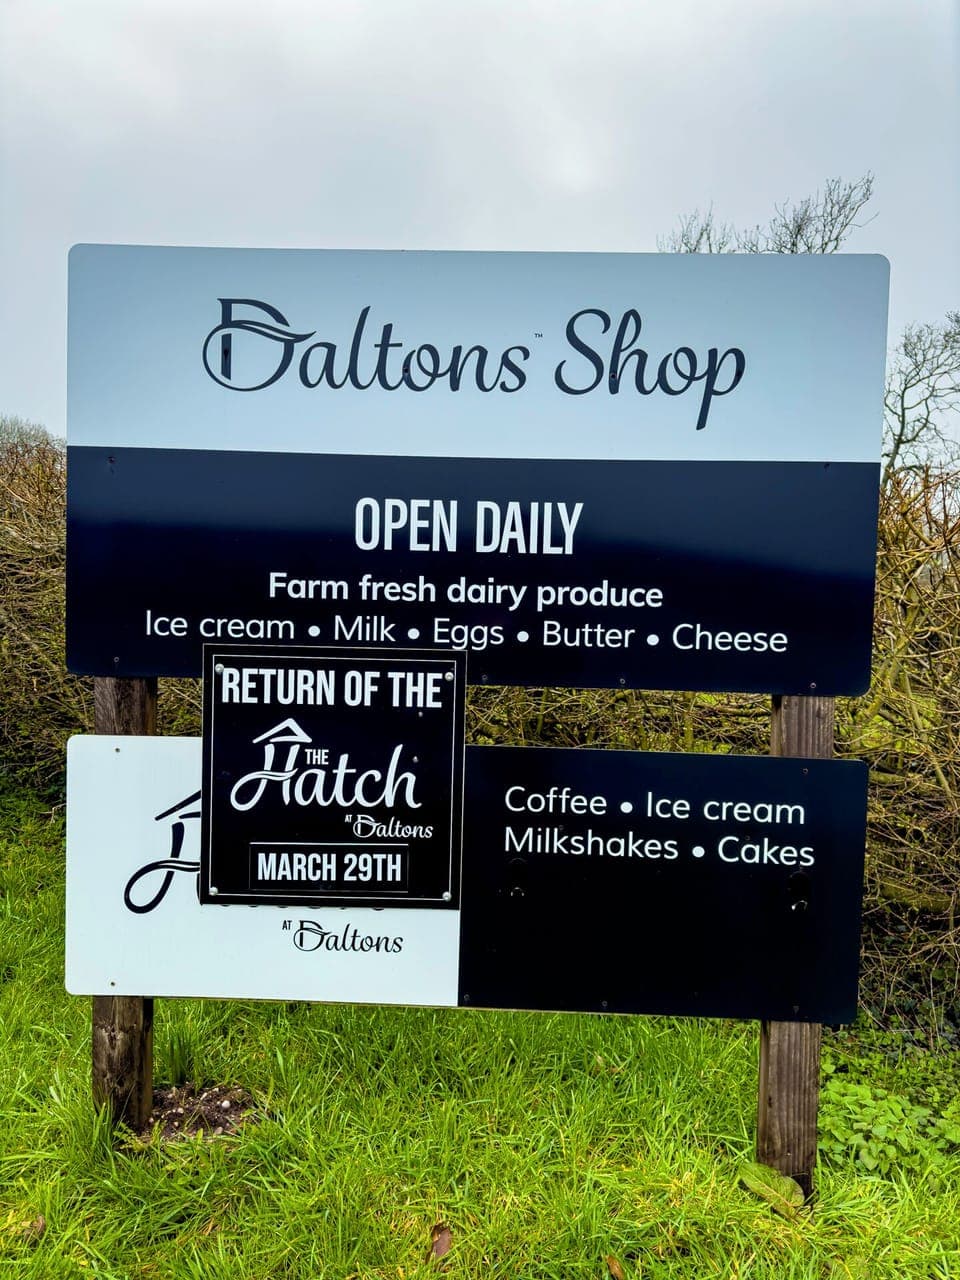 Daltons™ Shop
OPEN DAILY
Farm fresh dairy produce
Ice cream • Milk • Eggs • Butter • Cheese
RETURN OF THE
THE
Hatch
AT Daltons
MARCH 29TH
Coffee • Ice cream
Milkshakes • Cakes
AT Daltons